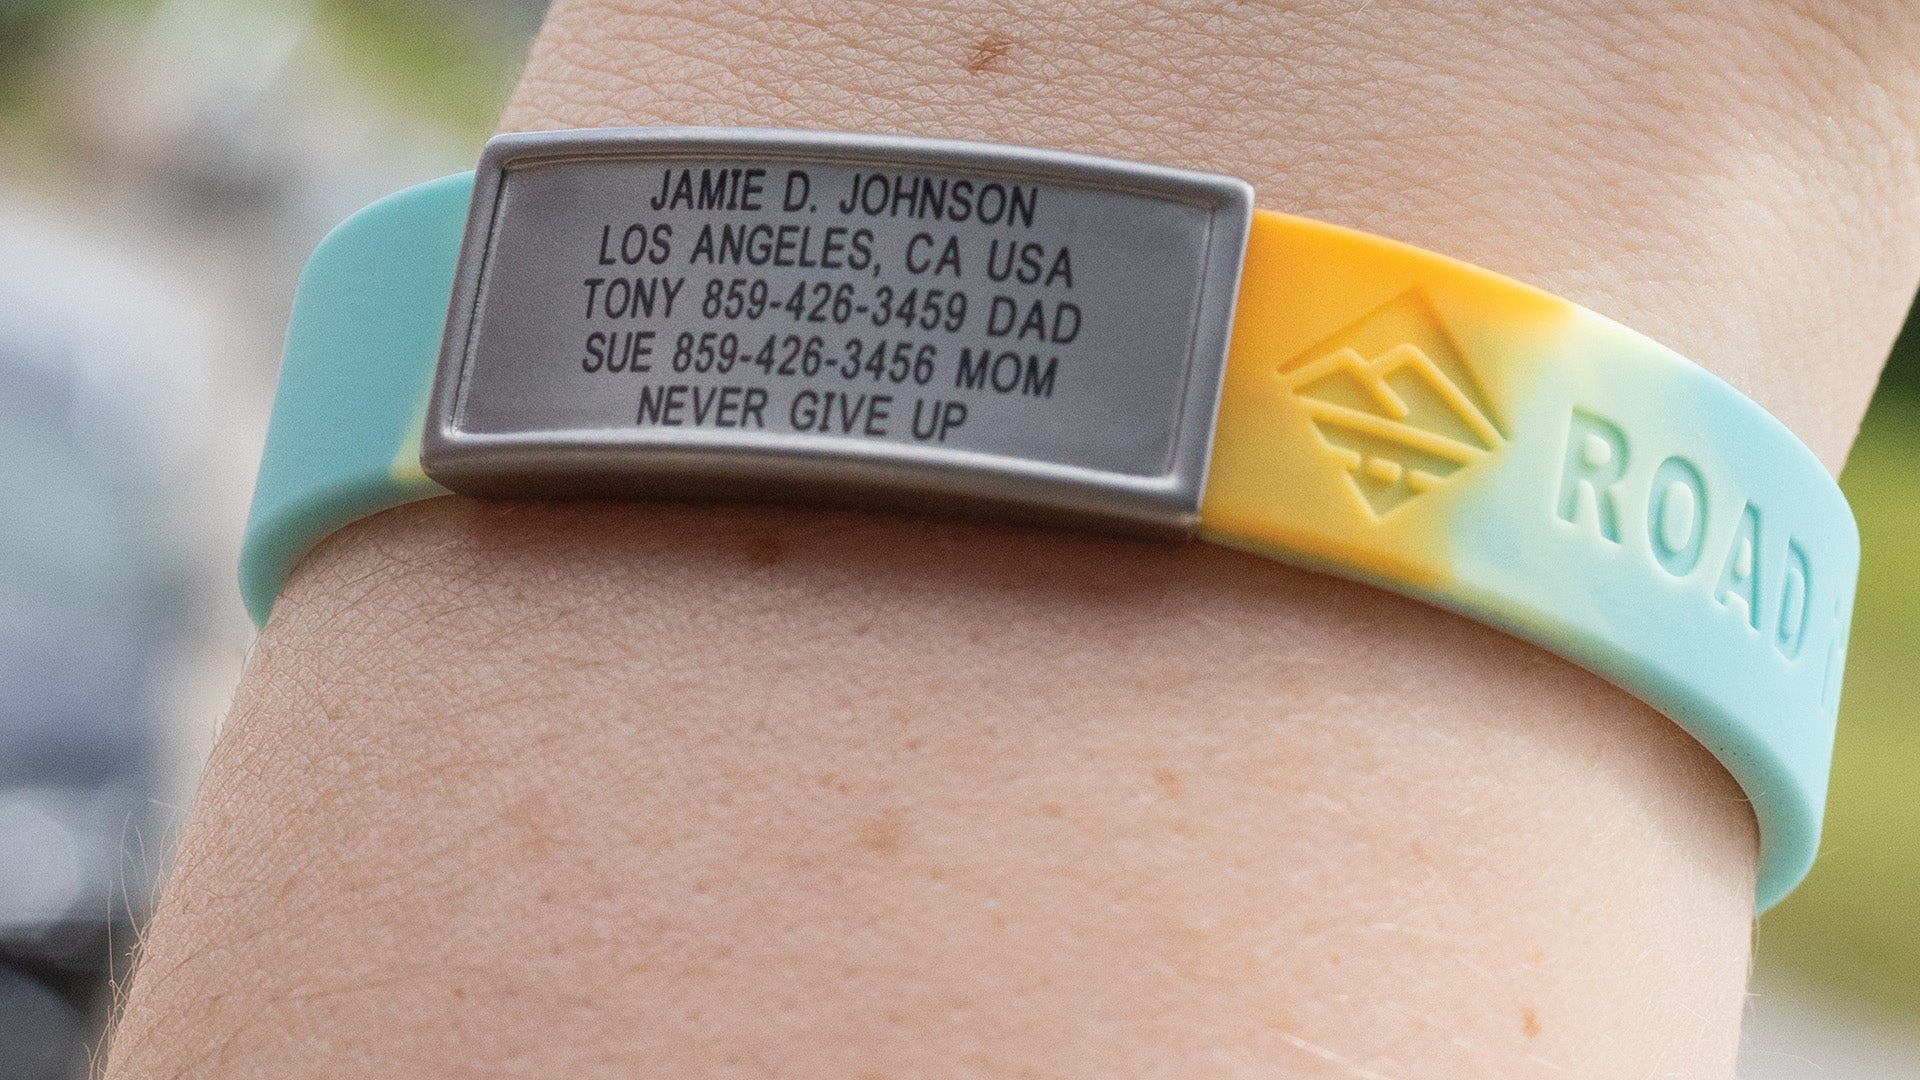 JAMIE D. JOHNSON
LOS ANGELES, CA USA
TONY 859-426-3459 DAD
SUE 859-426-3456 MOM
NEVER GIVE UP
ROAD